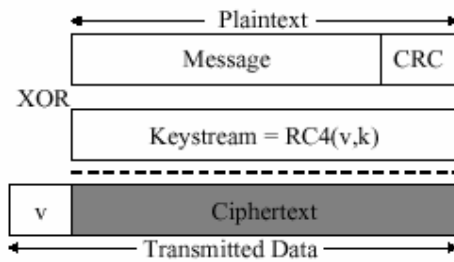 Plaintext
Message CRC
XOR
Keystream = RC4(v,k)
v Ciphertext
Transmitted Data